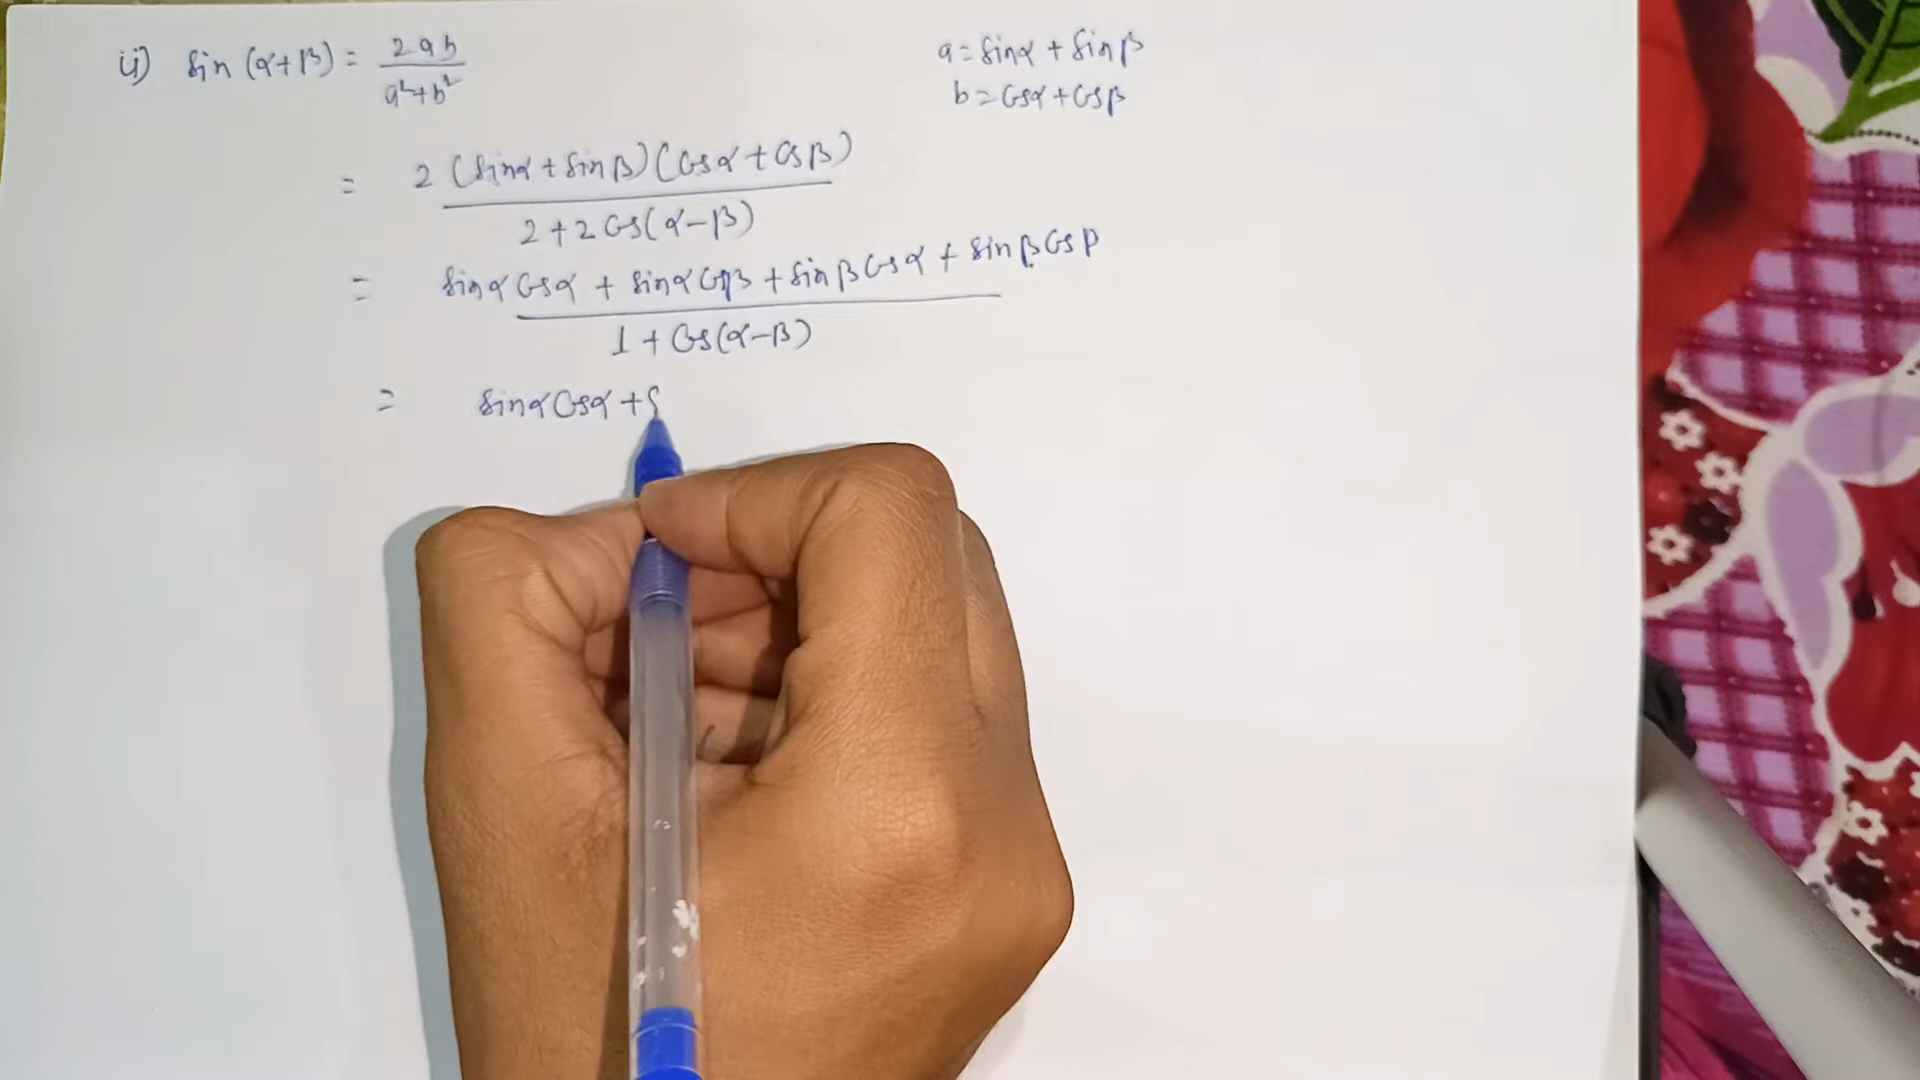 ii) Sin (α+β) = 2ab / a²+b²
a = Sinα + Sinβ
b = Cosα + Cosβ
= 2 (Sinα + Sinβ)(Cosα + Cosβ) / 2 + 2 Cos(α-β)
= Sinα Cosα + Sinα Cosβ + Sinβ Cosα + Sinβ Cosβ / 1 + Cos(α-β)
= Sinα Cosα + S